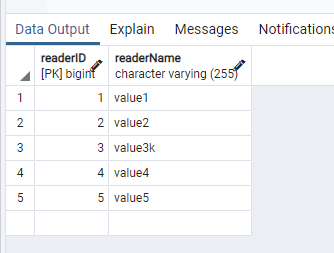 Data Output Explain Messages Notifications
readerID readerName
[PK] bigint character varying (255)
1 1 value1
2 2 value2
3 3 value3k
4 4 value4
5 5 value5